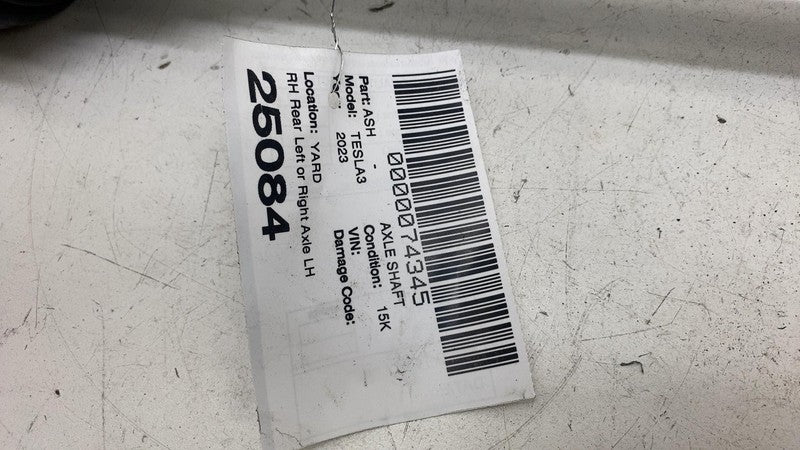 0000074345
Part: ASH - AXLE SHAFT
Model: TESLA3 Condition: 15K
Year: 2023 VIN:
Damage Code:
Location: YARD
RH Rear Left or Right Axle LH
25084